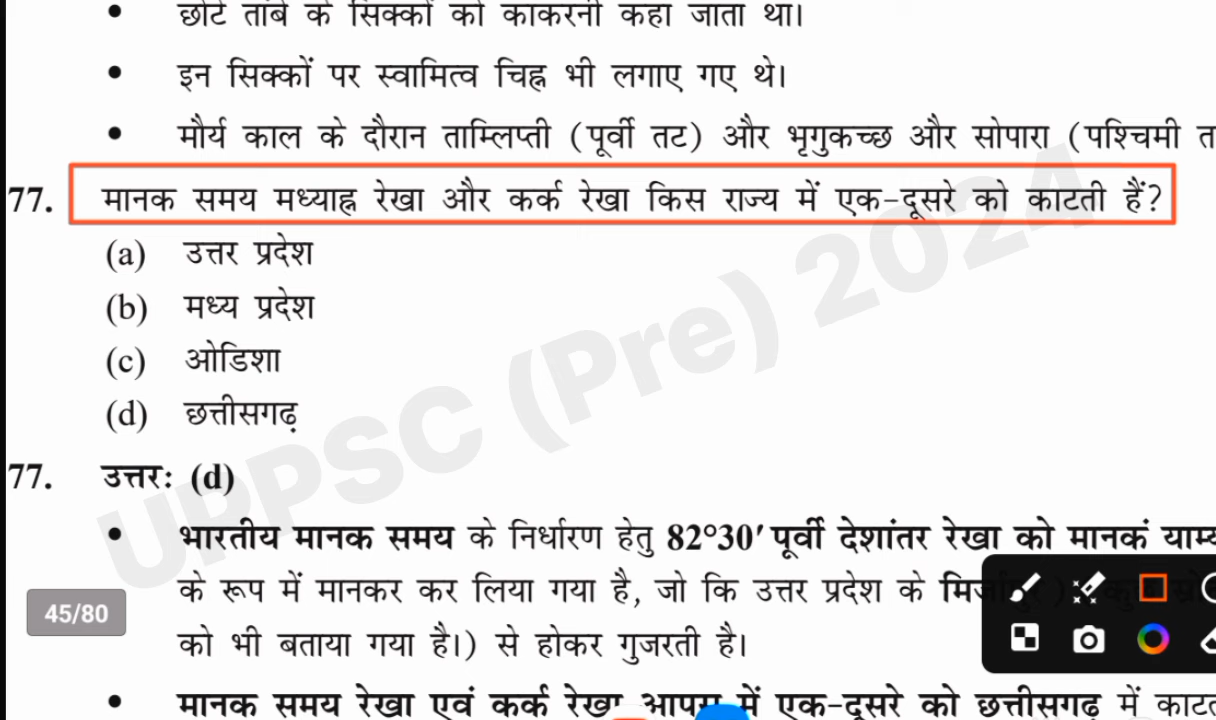 छोटे तांबे के सिक्कों को काकरनी कहा जाता था।
• इन सिक्कों पर स्वामित्व चिह्न भी लगाए गए थे।
• मौर्य काल के दौरान ताम्लिप्ती (पूर्वी तट) और भृगुकच्छ और सोपारा (पश्चिमी त
77. मानक समय मध्याह्न रेखा और कर्क रेखा किस राज्य में एक-दूसरे को काटती हैं?
(a) उत्तर प्रदेश
(b) मध्य प्रदेश
(c) ओडिशा
(d) छत्तीसगढ़
UPPSC (Pre) 2024
77. उत्तरः (d)
• भारतीय मानक समय के निर्धारण हेतु 82°30' पूर्वी देशांतर रेखा को मानकं
के रूप में मानकर कर लिया गया है, जो कि उत्तर प्रदेश के मिर्जापुर
45/80
को भी बताया गया है।) से होकर गुजरती है।
• मानक समय रेखा एवं कर्क रेखा आपस में एक-दूसरे को छत्तीसगढ़ में